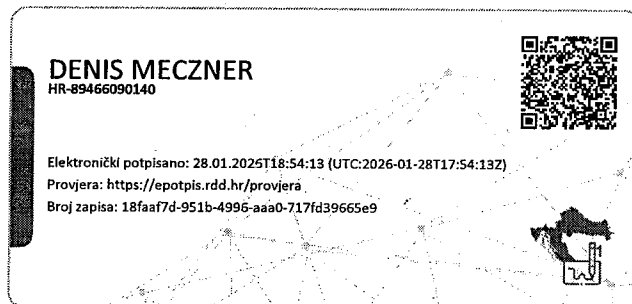 DENIS MECZNER
HR-89466090140
Elektronički potpisano: 28.01.2026T18:54:13 (UTC:2026-01-28T17:54:13Z)
Provjera: https://epotpis.rdd.hr/provjera
Broj zapisa: 18faaf7d-951b-4996-aaa0-717fd39665e9